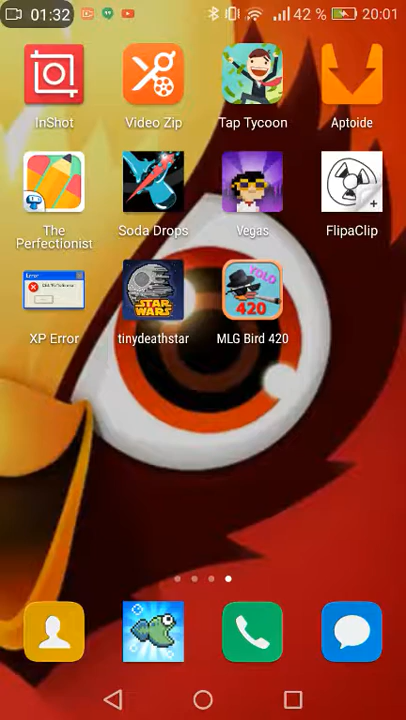 01:32 42 % 20:01
InShot Video Zip Tap Tycoon Aptoide
The Perfectionist Soda Drops Vegas FlipaClip
Error
STAR WARS
YOLO
420
XP Error tinydeathstar MLG Bird 420